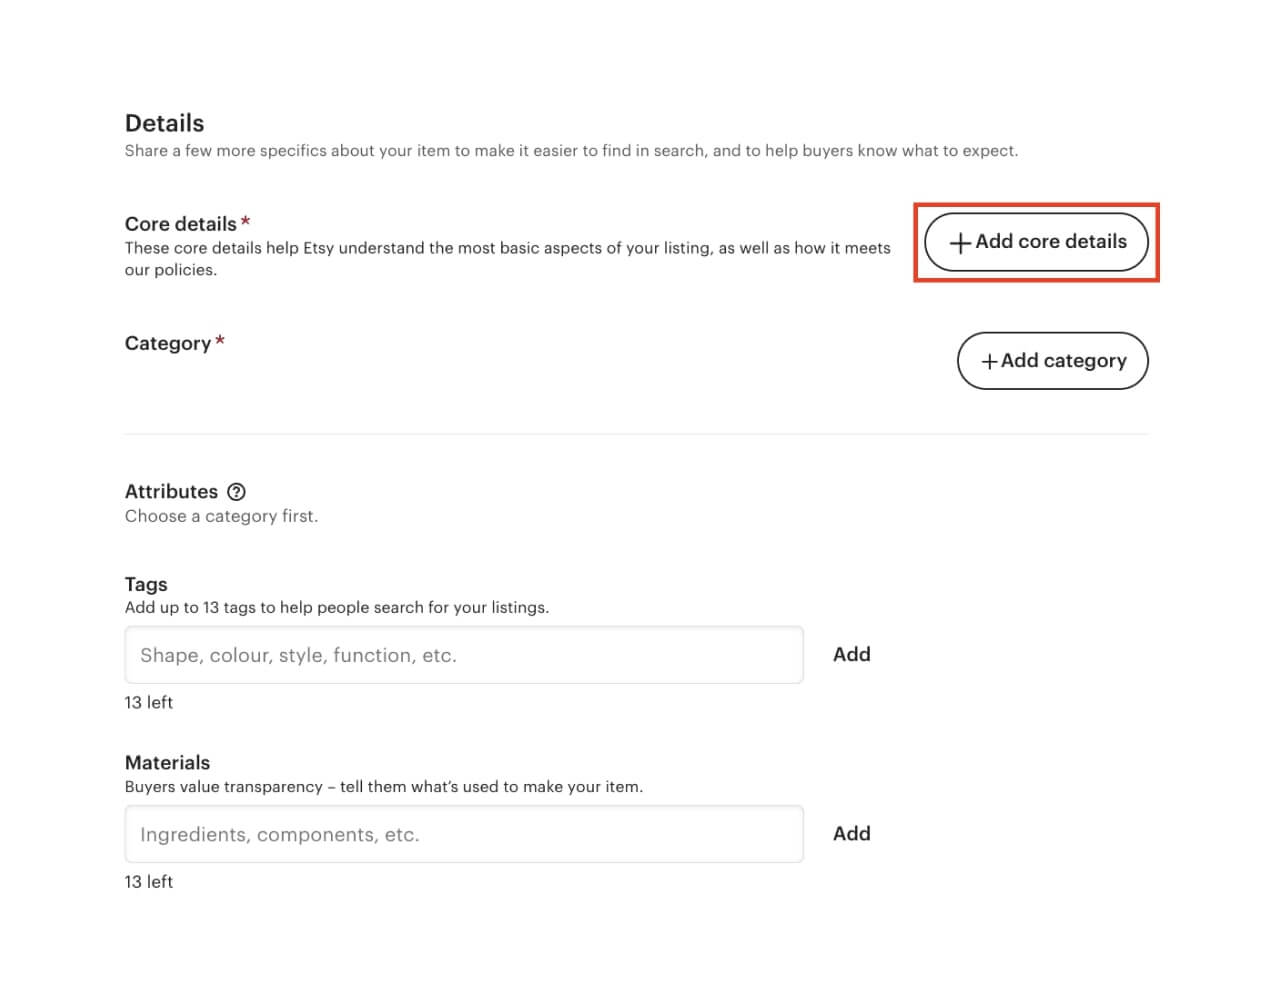 Details
Share a few more specifics about your item to make it easier to find in search, and to help buyers know what to expect.
Core details *
These core details help Etsy understand the most basic aspects of your listing, as well as how it meets
our policies.
+ Add core details
Category *
+ Add category
Attributes ?
Choose a category first.
Tags
Add up to 13 tags to help people search for your listings.
Shape, colour, style, function, etc.
Add
13 left
Materials
Buyers value transparency – tell them what’s used to make your item.
Ingredients, components, etc.
Add
13 left